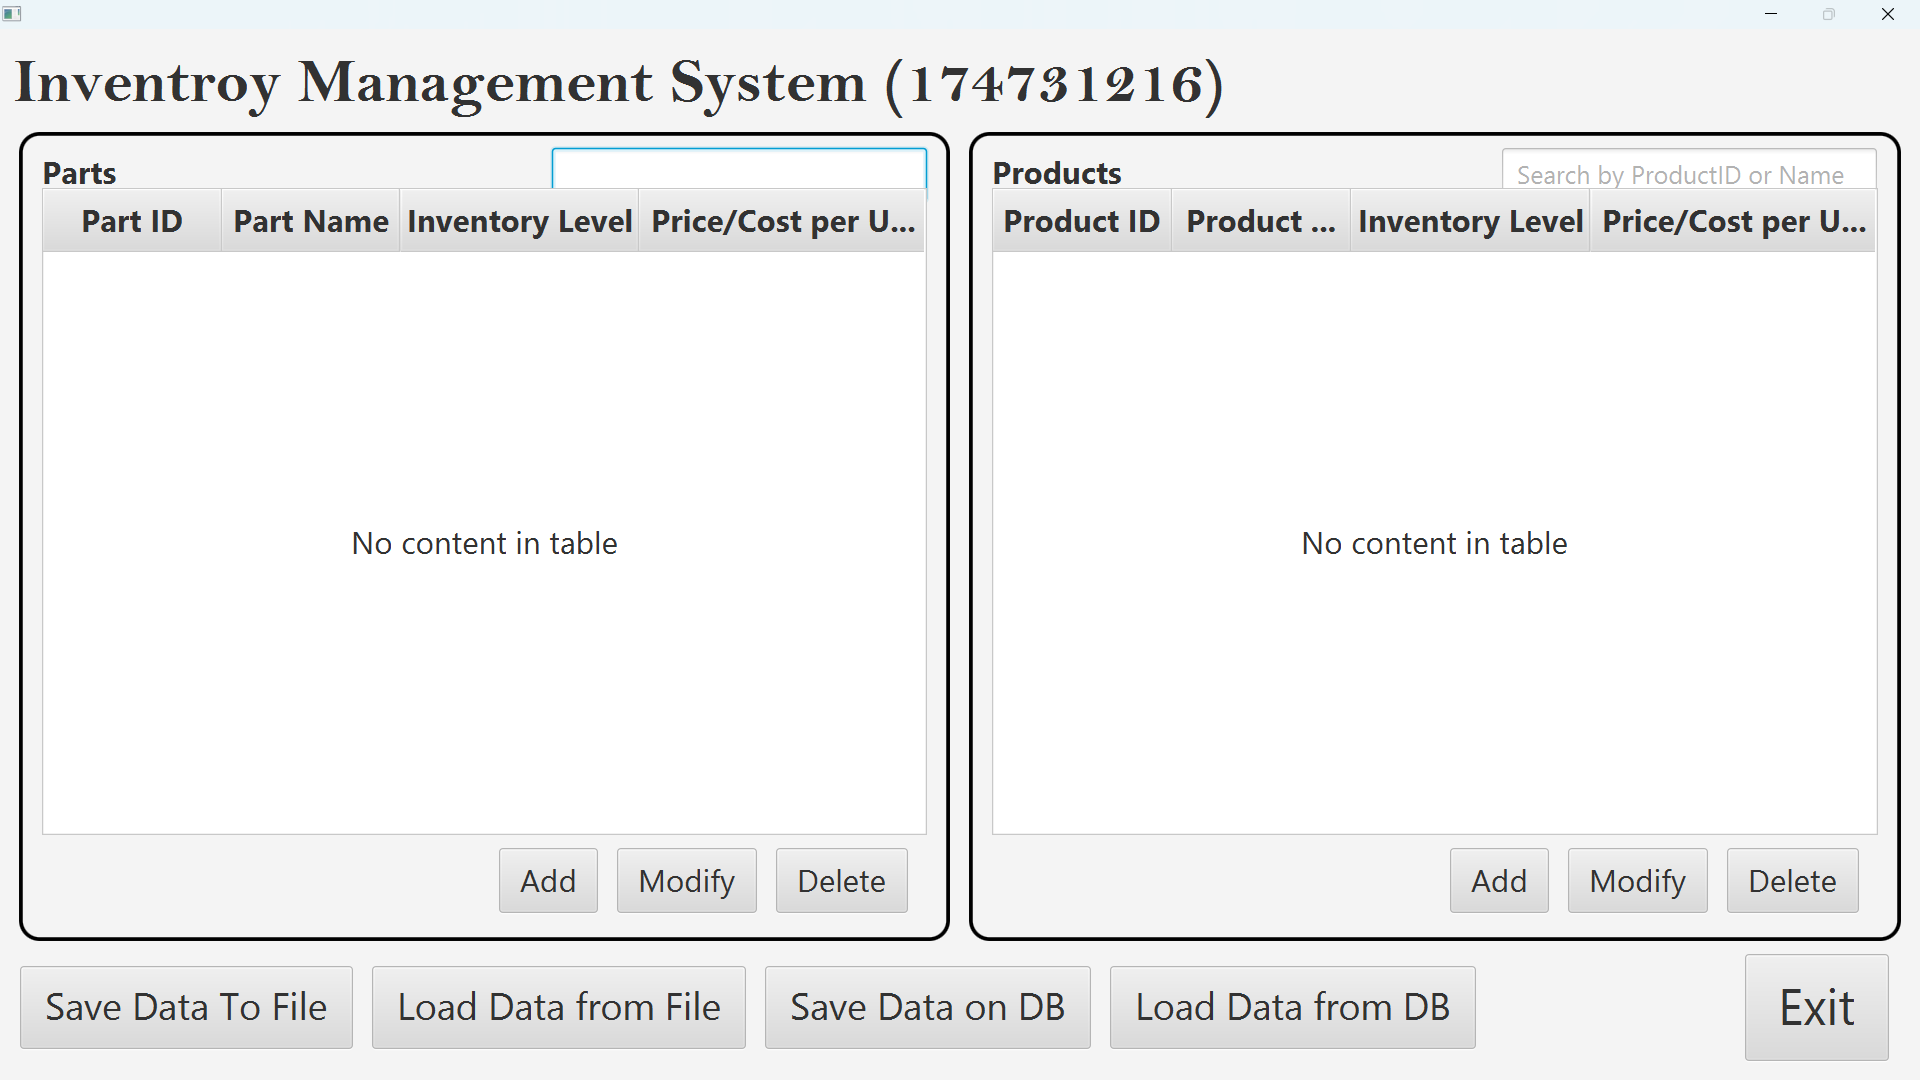 Inventroy Management System (174731216)
Parts
Part ID Part Name Inventory Level Price/Cost per U...
No content in table
Add Modify Delete
Products Search by ProductID or Name
Product ID Product ... Inventory Level Price/Cost per U...
No content in table
Add Modify Delete
Save Data To File Load Data from File Save Data on DB Load Data from DB Exit